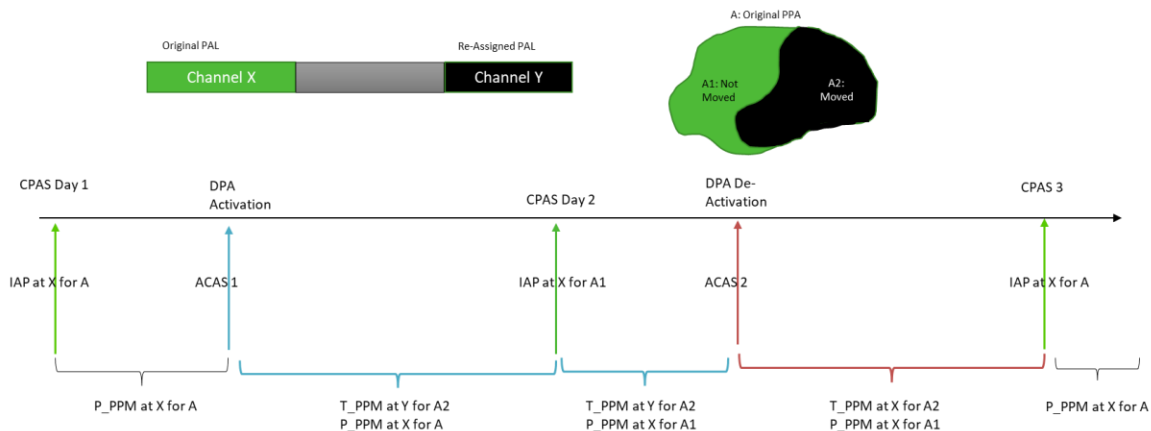 A: Original PPA
Original PAL
Re-Assigned PAL
Channel X
Channel Y
A1: Not
Moved
A2:
Moved
CPAS Day 1
DPA
Activation
CPAS Day 2
DPA De-
Activation
CPAS 3
IAP at X for A
ACAS 1
IAP at X for A1
ACAS 2
IAP at X for A
P_PPM at X for A
T_PPM at Y for A2
P_PPM at X for A
T_PPM at Y for A2
P_PPM at X for A1
T_PPM at X for A2
P_PPM at X for A1
P_PPM at X for A